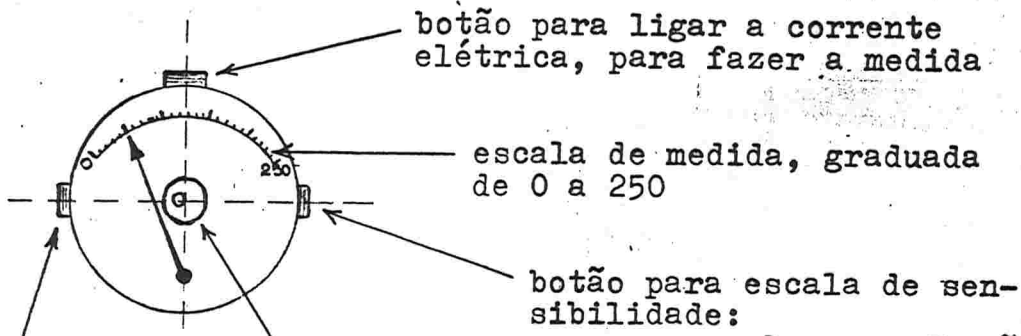 botão para ligar a corrente
elétrica, para fazer a medida
0
250
escala de medida, graduada
de 0 a 250
a
botão para escala de sen-
sibilidade: